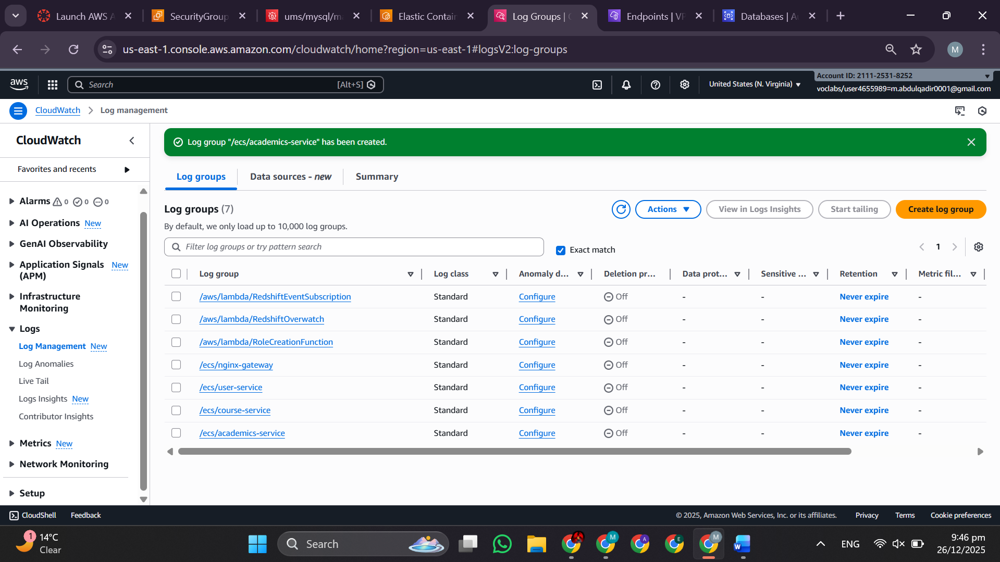 Launch AWS A
SecurityGroup
ums/mysql/ma
Elastic Contain
Log Groups | C
Endpoints | VP
Databases | Au
us-east-1.console.aws.amazon.com/cloudwatch/home?region=us-east-1#logsV2:log-groups
M
aws
Search
[Alt+S]
United States (N. Virginia)
Account ID: 2111-2531-8252
voclabs/user4655989=m.abdulqadir0001@gmail.com
CloudWatch
Log management
CloudWatch
Favorites and recents
Alarms 0 0 0
AI Operations New
GenAI Observability
Application Signals New
(APM)
Infrastructure
Monitoring
Logs
Log Management New
Log Anomalies
Live Tail
Logs Insights New
Contributor Insights
Metrics New
Network Monitoring
Setup
Log group "/ecs/academics-service" has been created.
Log groups
Data sources - new
Summary
Log groups (7)
By default, we only load up to 10,000 log groups.
Actions
View in Logs Insights
Start tailing
Create log group
Filter log groups or try pattern search
Exact match
1
Log group Log class Anomaly d... Deletion pr... Data prot... Sensitive ... Retention Metric fil...
/aws/lambda/RedshiftEventSubscription Standard Configure Off - - Never expire -
/aws/lambda/RedshiftOverwatch Standard Configure Off - - Never expire -
/aws/lambda/RoleCreationFunction Standard Configure Off - - Never expire -
/ecs/nginx-gateway Standard Configure Off - - Never expire -
/ecs/user-service Standard Configure Off - - Never expire -
/ecs/course-service Standard Configure Off - - Never expire -
/ecs/academics-service Standard Configure Off - - Never expire -
CloudShell
Feedback
© 2025, Amazon Web Services, Inc. or its affiliates.
Privacy
Terms
Cookie preferences
1
14°C
Clear
Search
M
A
E
M
W
ENG
9:46 pm
26/12/2025